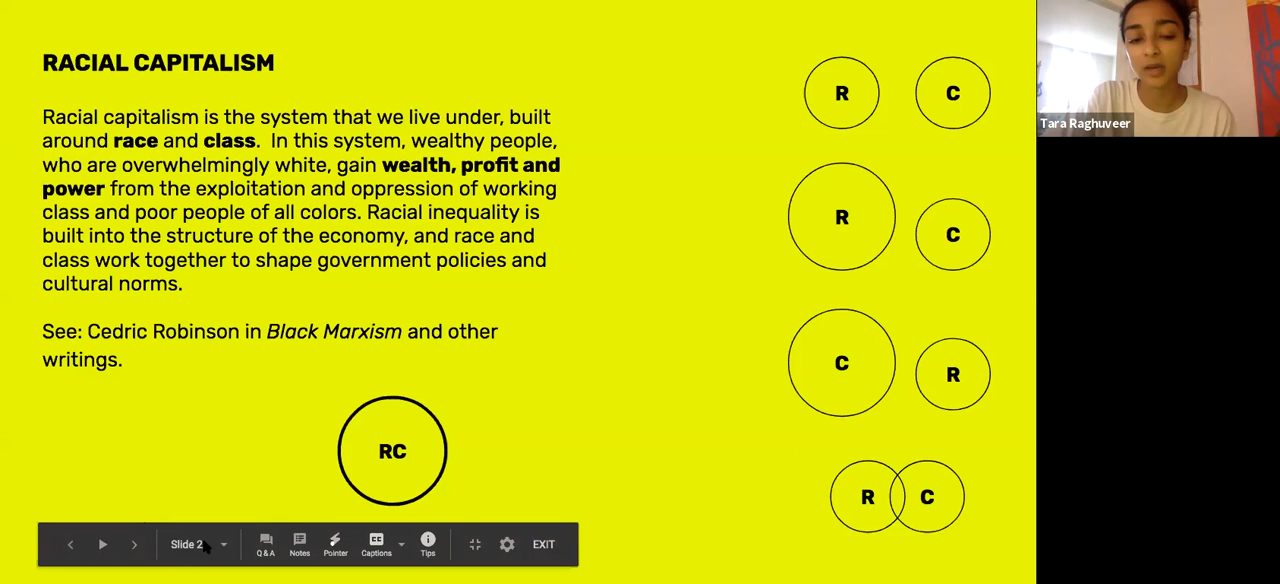 RACIAL CAPITALISM
Racial capitalism is the system that we live under, built
around race and class. In this system, wealthy people,
who are overwhelmingly white, gain wealth, profit and
power from the exploitation and oppression of working
class and poor people of all colors. Racial inequality is
built into the structure of the economy, and race and
class work together to shape government policies and
cultural norms.
See: Cedric Robinson in Black Marxism and other
writings.
RC
R C
R
C
C
R
R C
Tara Raghuveer
Slide 2
Q & A Notes Pointer Captions Tips EXIT
CC